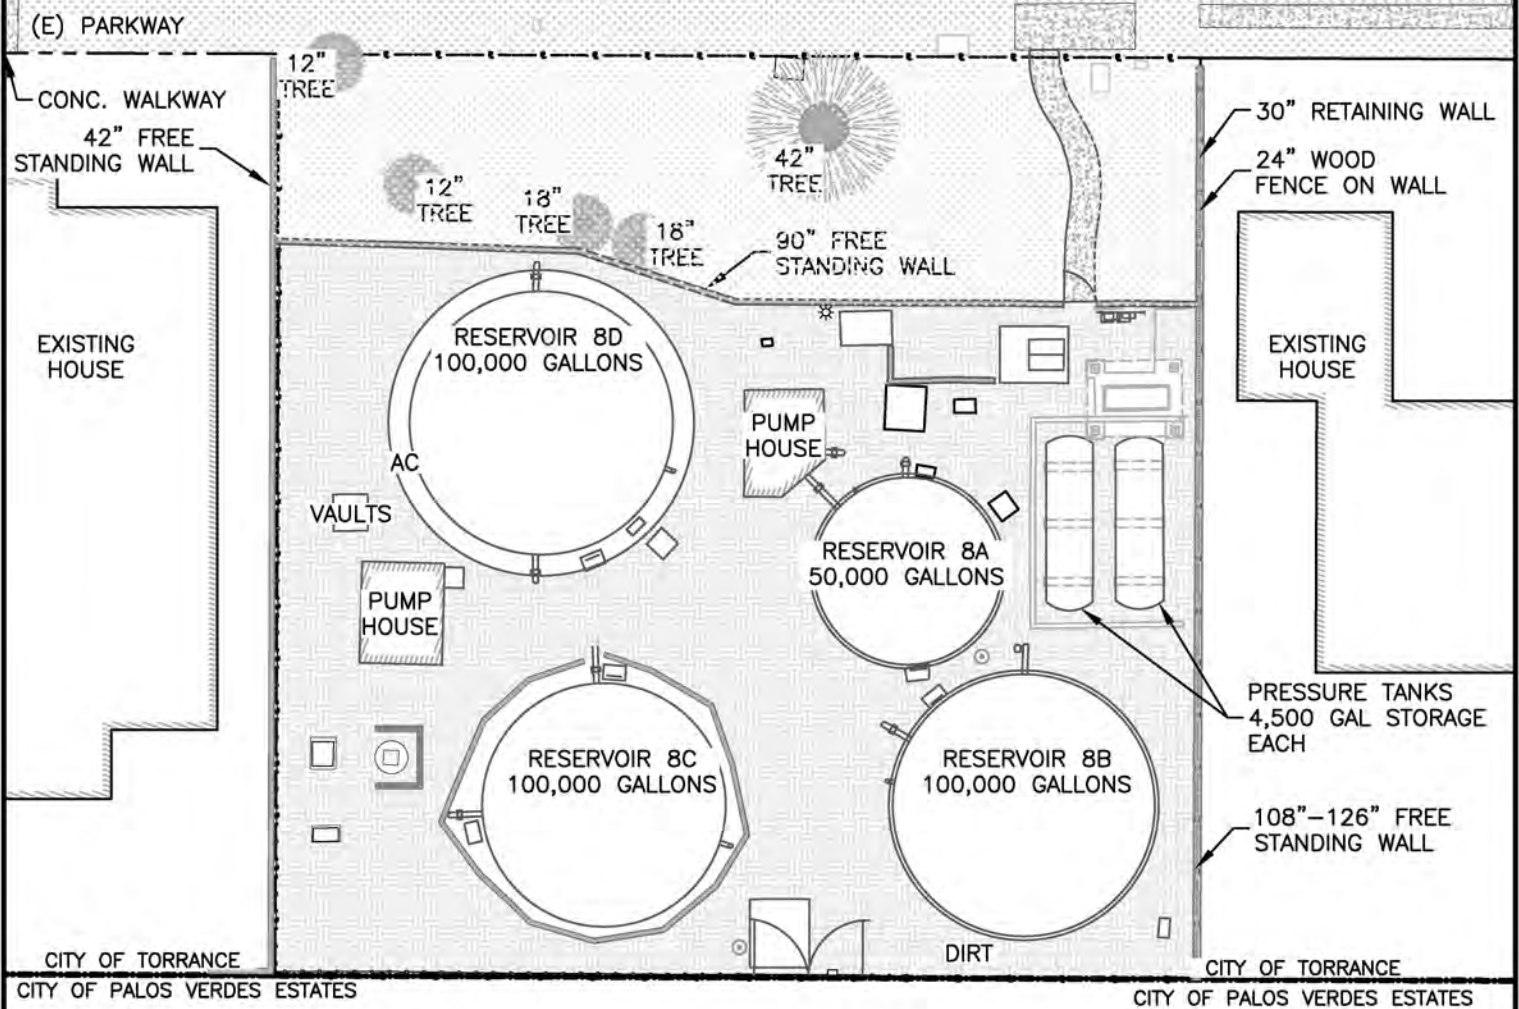 (E) PARKWAY
12"
TREE
CONC. WALKWAY
42" FREE
STANDING WALL
30" RETAINING WALL
24" WOOD
FENCE ON WALL
42"
TREE
12"
TREE
18"
TREE
18"
TREE
90" FREE
STANDING WALL
EXISTING
HOUSE
RESERVOIR 8D
100,000 GALLONS
EXISTING
HOUSE
PUMP
HOUSE
AC
VAULTS
RESERVOIR 8A
50,000 GALLONS
PUMP
HOUSE
PRESSURE TANKS
4,500 GAL STORAGE
EACH
RESERVOIR 8C
100,000 GALLONS
RESERVOIR 8B
100,000 GALLONS
108"-126" FREE
STANDING WALL
DIRT
CITY OF TORRANCE
CITY OF PALOS VERDES ESTATES
CITY OF TORRANCE
CITY OF PALOS VERDES ESTATES